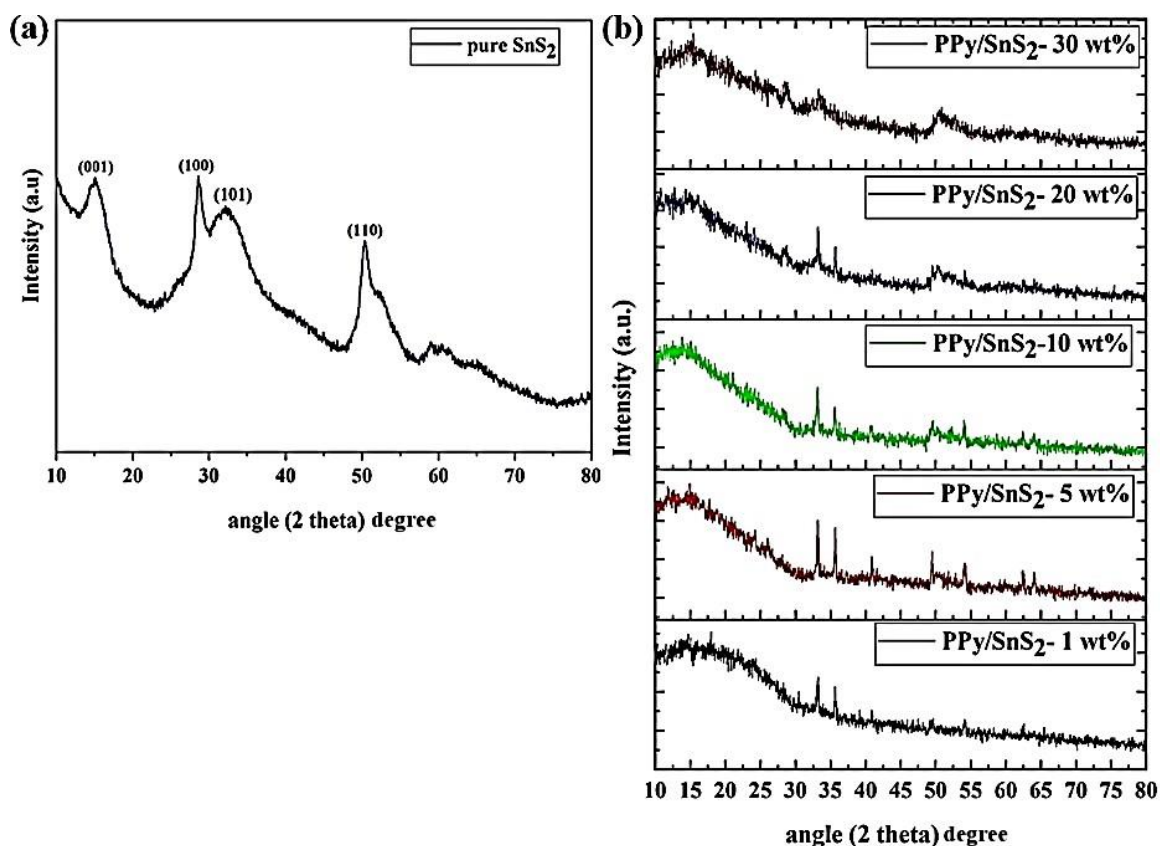 (a)
pure SnS2
(001)
(100)
(101)
(110)
Intensity (a.u)
10 20 30 40 50 60 70 80
angle (2 theta) degree
(b)
PPy/SnS2- 30 wt%
PPy/SnS2- 20 wt%
PPy/SnS2-10 wt%
PPy/SnS2- 5 wt%
PPy/SnS2- 1 wt%
Intensity (a.u.)
10 15 20 25 30 35 40 45 50 55 60 65 70 75 80
angle (2 theta) degree